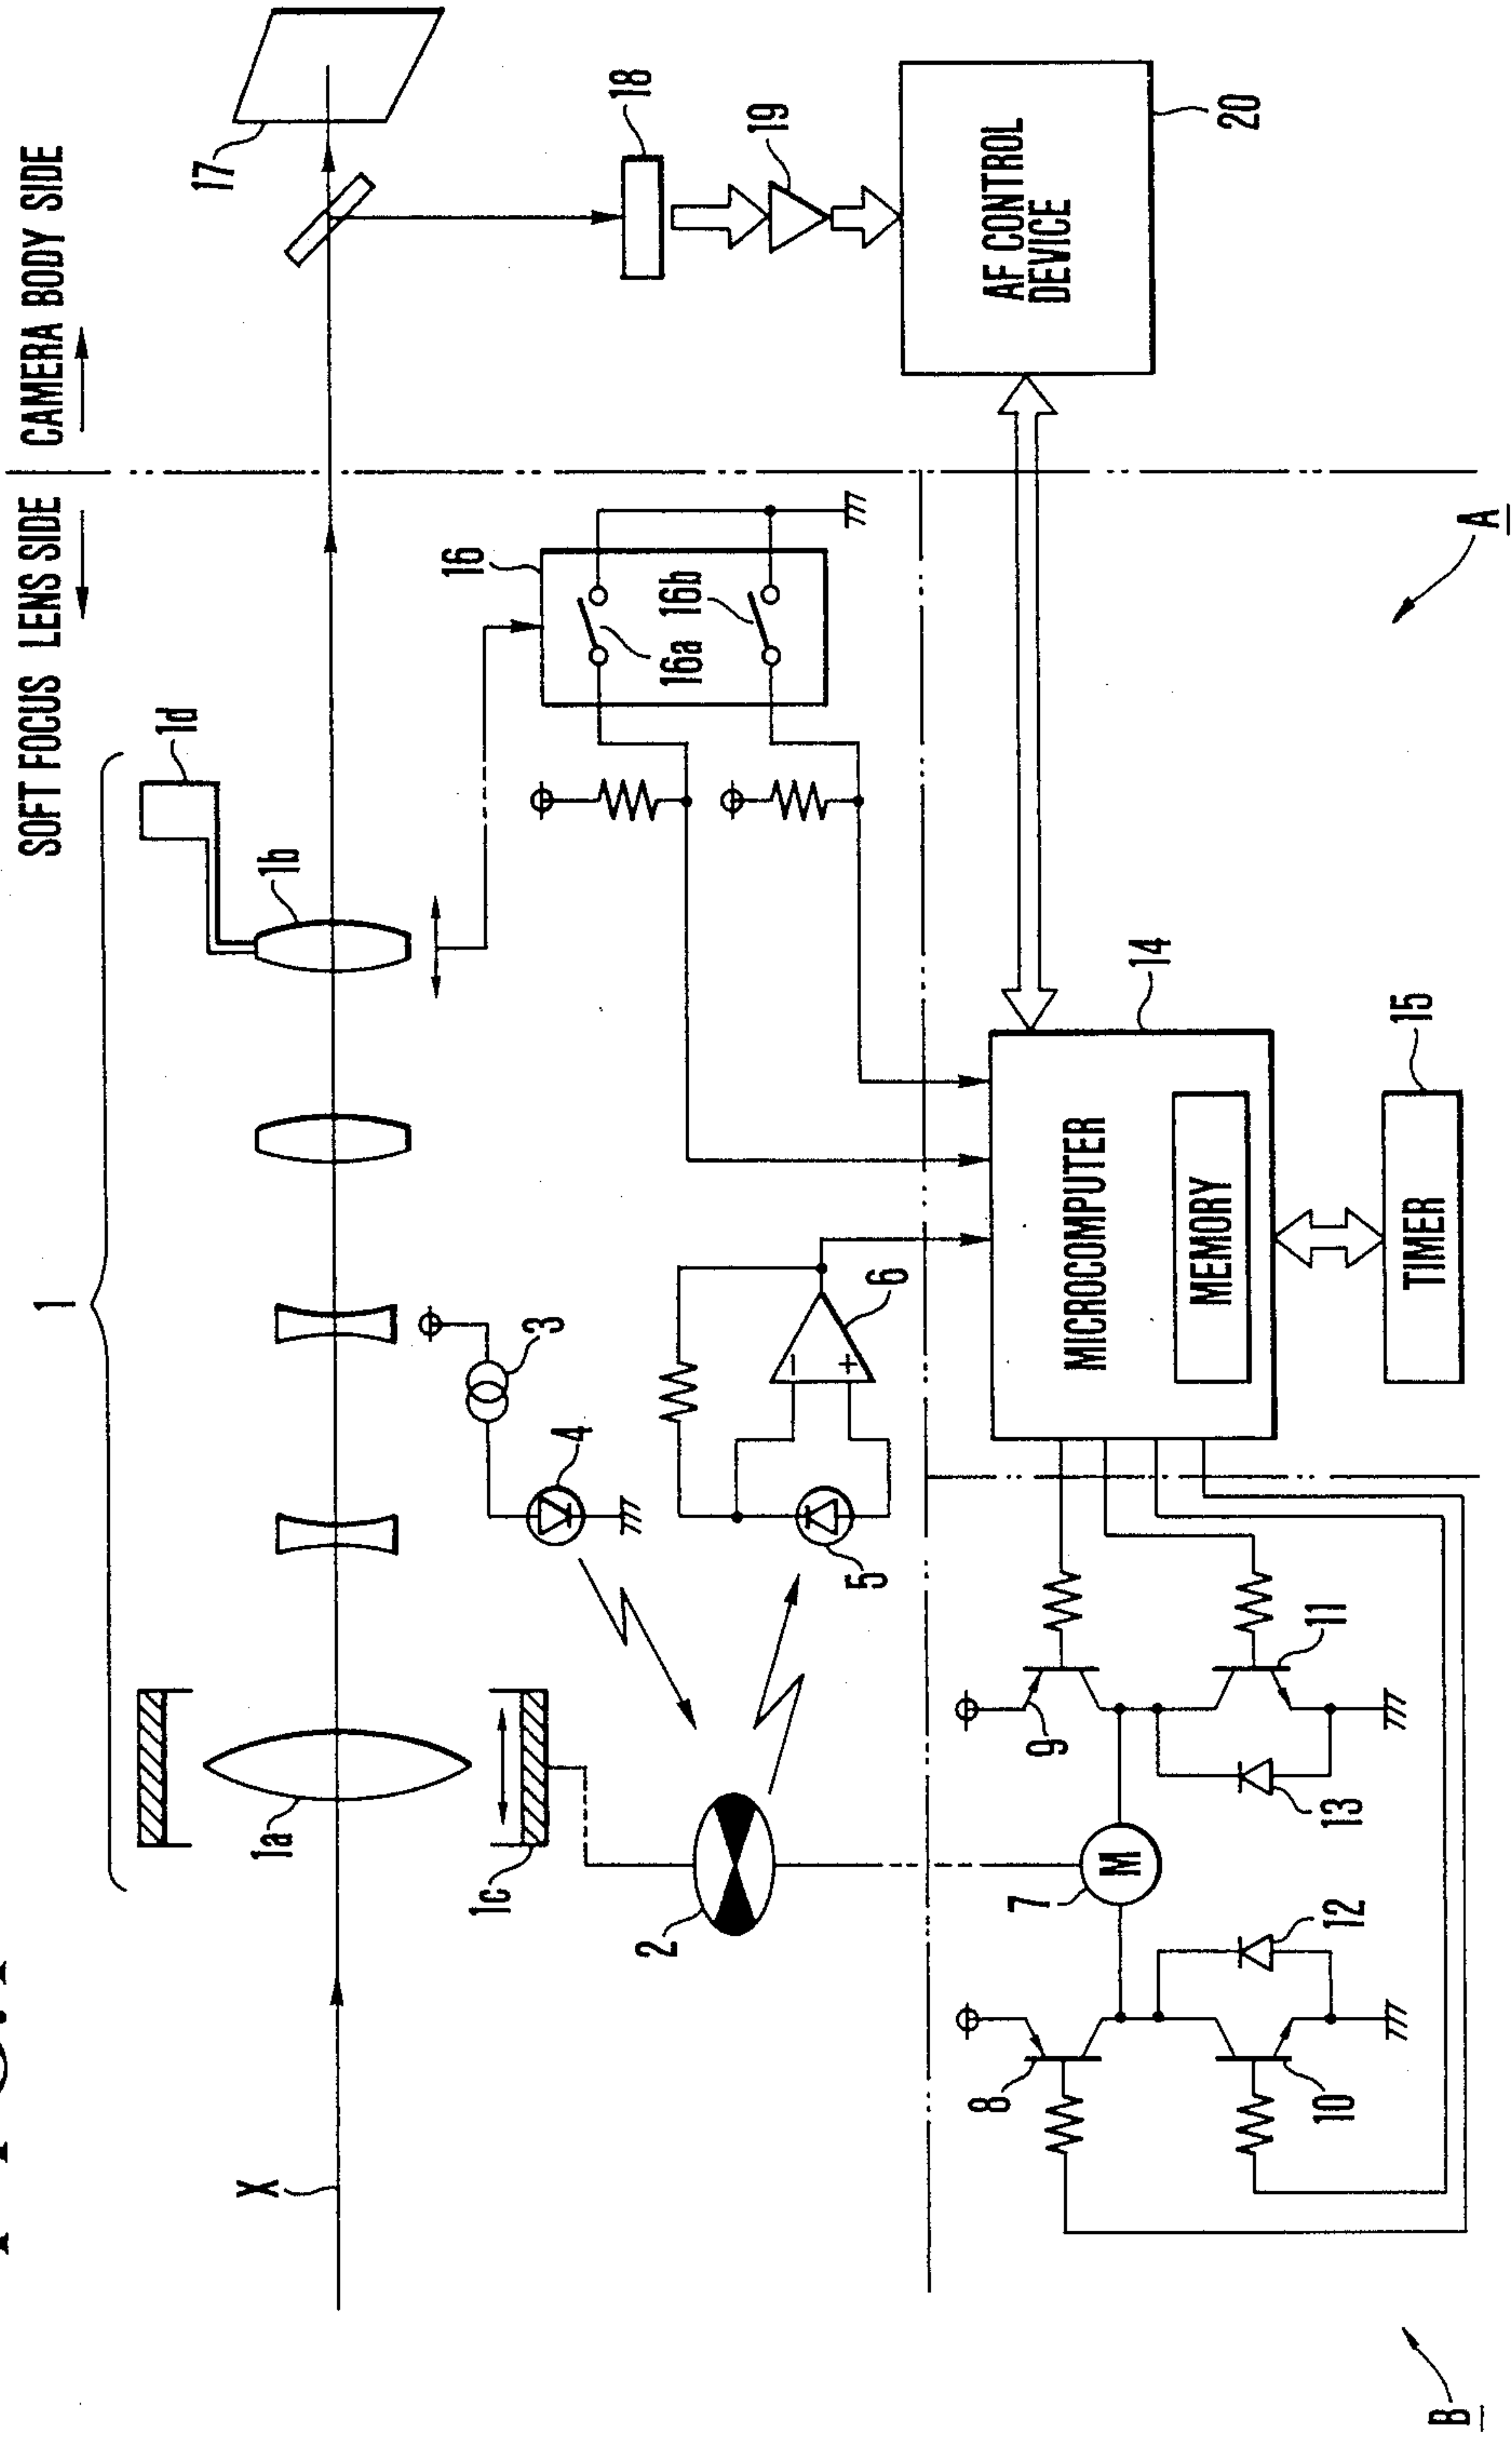 SOFT FOCUS LENS SIDE
CAMERA BODY SIDE
1
1d
17
1b
18
16
19
X
1a
1c
3
4
16a
16b
AF CONTROL
DEVICE
20
2
5
6
14
MICROCOMPUTER
MEMORY
15
TIMER
8
7
9
10
12
13
11
M
A
B
−
+